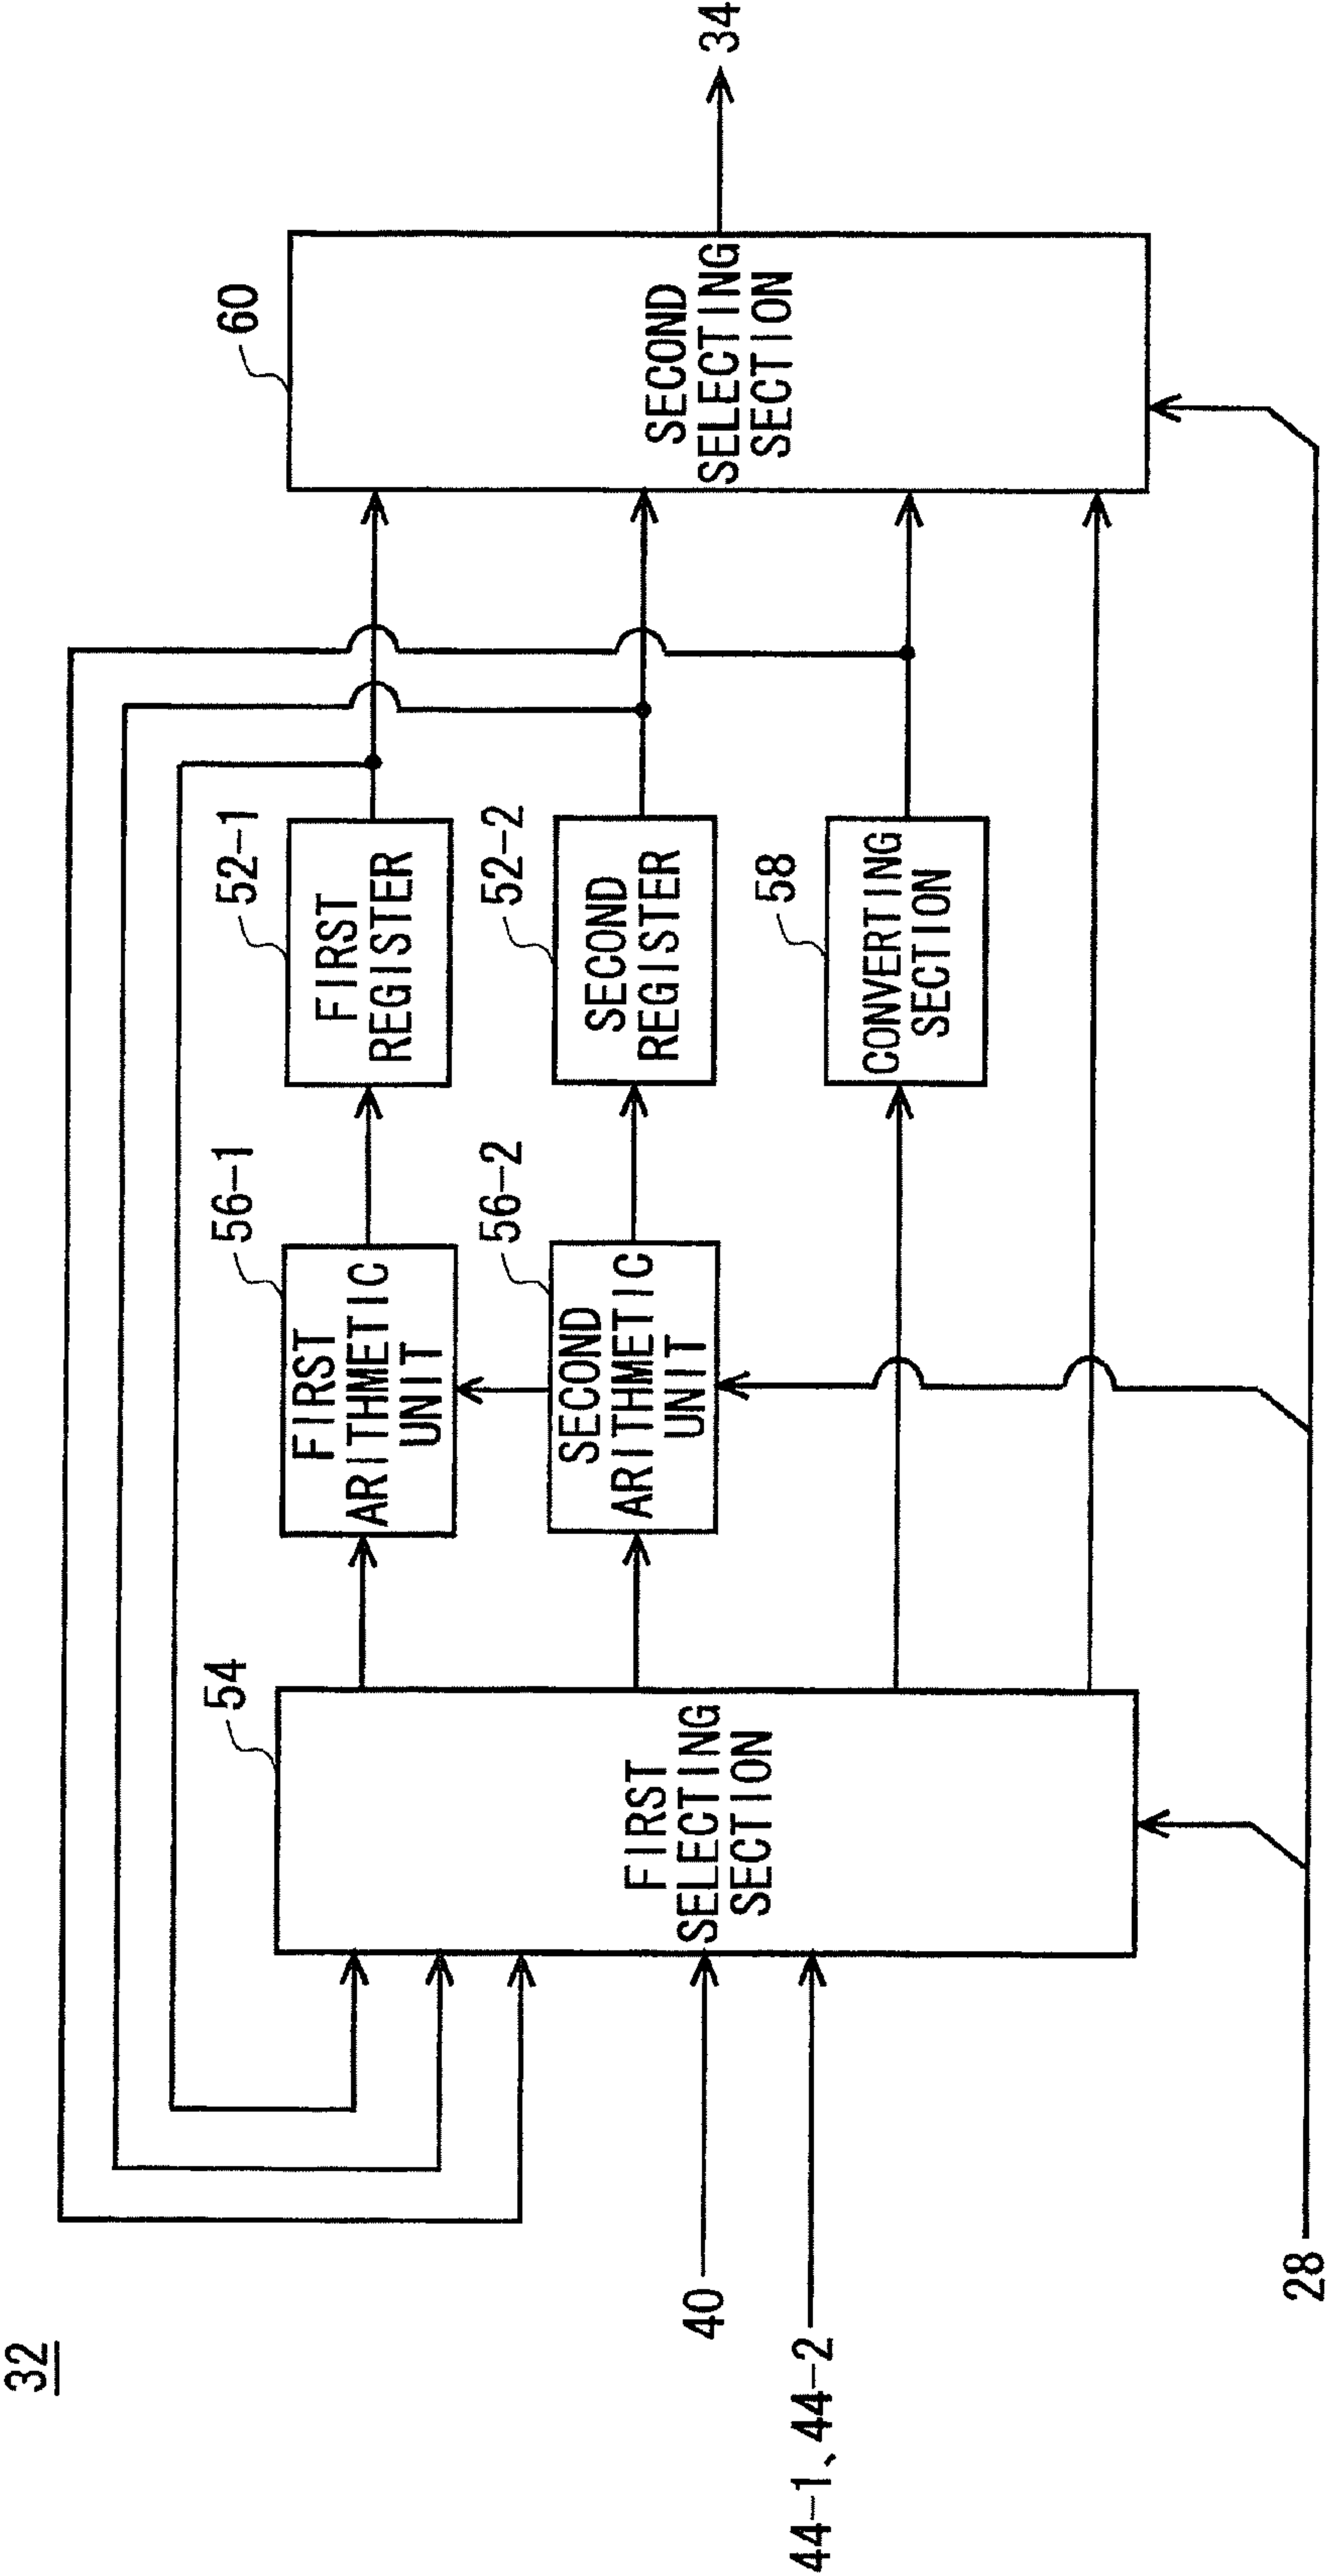 32
34
60
SECOND
SELECTING
SECTION
52-1
FIRST
REGISTER
52-2
SECOND
REGISTER
58
CONVERTING
SECTION
56-1
FIRST
ARITHMETIC
UNIT
56-2
SECOND
ARITHMETIC
UNIT
54
FIRST
SELECTING
SECTION
40
44-1、44-2
28